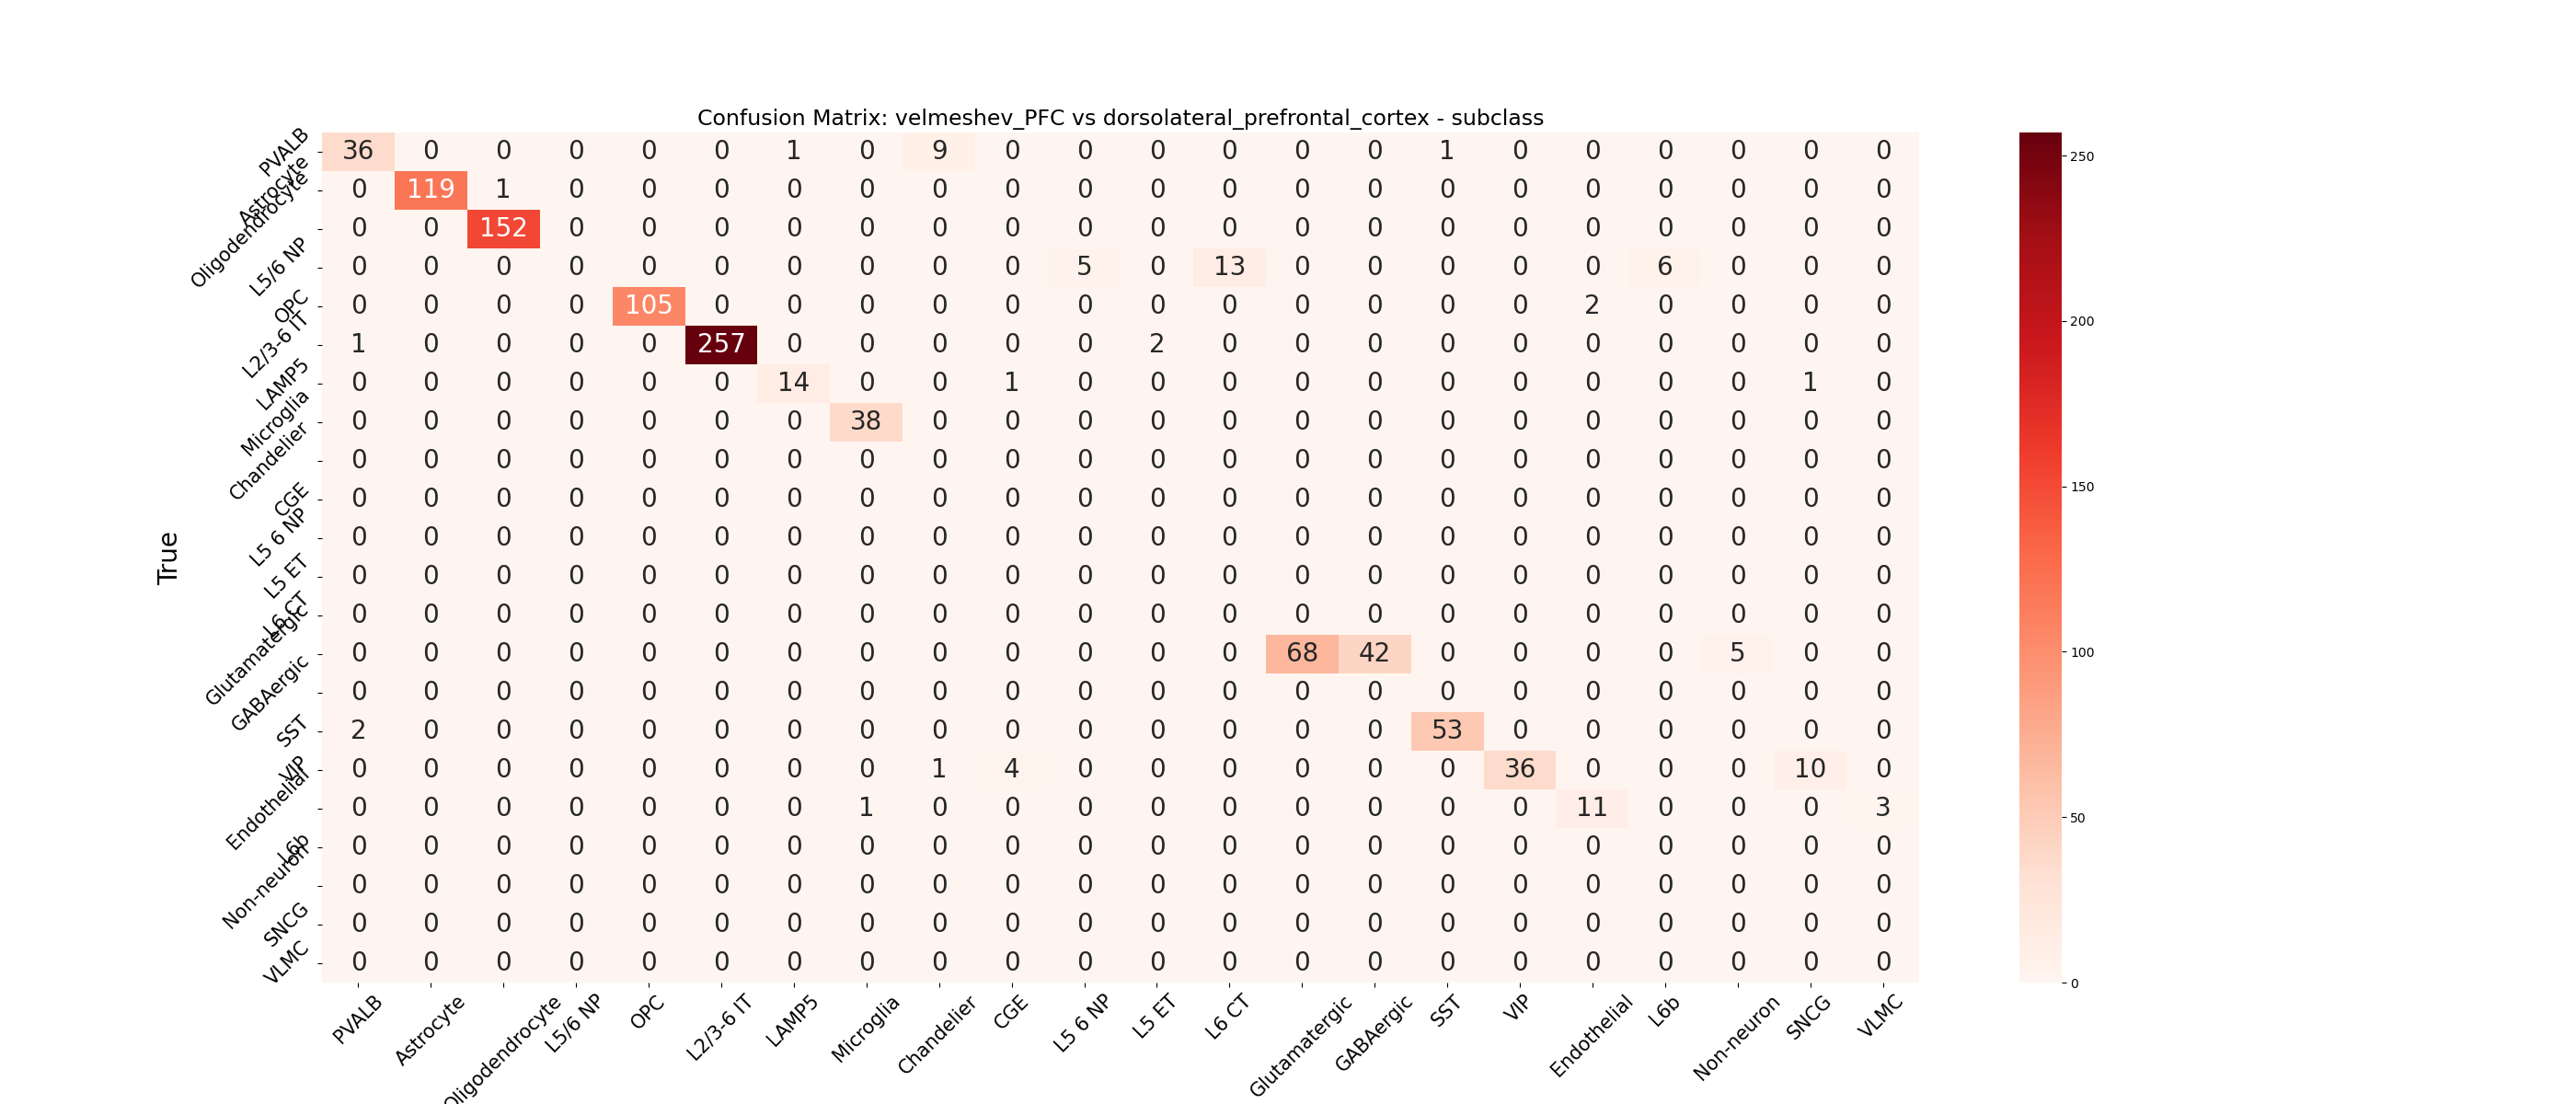 Confusion Matrix: velmeshev_PFC vs dorsolateral_prefrontal_cortex - subclass
True
PVALB 36 0 0 0 0 0 1 0 9 0 0 0 0 0 0 1 0 0 0 0 0 0
Astrocyte 0 119 1 0 0 0 0 0 0 0 0 0 0 0 0 0 0 0 0 0 0 0
Oligodendrocyte 0 0 152 0 0 0 0 0 0 0 0 0 0 0 0 0 0 0 0 0 0 0
L5/6 NP 0 0 0 0 0 0 0 0 0 0 5 0 13 0 0 0 0 0 6 0 0 0
OPC 0 0 0 0 105 0 0 0 0 0 0 0 0 0 0 0 0 2 0 0 0 0
L2/3-6 IT 1 0 0 0 0 257 0 0 0 0 0 2 0 0 0 0 0 0 0 0 0 0
LAMP5 0 0 0 0 0 0 14 0 0 1 0 0 0 0 0 0 0 0 0 0 1 0
Microglia 0 0 0 0 0 0 0 38 0 0 0 0 0 0 0 0 0 0 0 0 0 0
Chandelier 0 0 0 0 0 0 0 0 0 0 0 0 0 0 0 0 0 0 0 0 0 0
CGE 0 0 0 0 0 0 0 0 0 0 0 0 0 0 0 0 0 0 0 0 0 0
L5 6 NP 0 0 0 0 0 0 0 0 0 0 0 0 0 0 0 0 0 0 0 0 0 0
L5 ET 0 0 0 0 0 0 0 0 0 0 0 0 0 0 0 0 0 0 0 0 0 0
L6 CT 0 0 0 0 0 0 0 0 0 0 0 0 0 0 0 0 0 0 0 0 0 0
Glutamatergic 0 0 0 0 0 0 0 0 0 0 0 0 0 68 42 0 0 0 0 5 0 0
GABAergic 0 0 0 0 0 0 0 0 0 0 0 0 0 0 0 0 0 0 0 0 0 0
SST 2 0 0 0 0 0 0 0 0 0 0 0 0 0 0 53 0 0 0 0 0 0
VIP 0 0 0 0 0 0 0 0 1 4 0 0 0 0 0 0 36 0 0 0 10 0
Endothelial 0 0 0 0 0 0 0 1 0 0 0 0 0 0 0 0 0 11 0 0 0 3
L6b 0 0 0 0 0 0 0 0 0 0 0 0 0 0 0 0 0 0 0 0 0 0
Non-neuron 0 0 0 0 0 0 0 0 0 0 0 0 0 0 0 0 0 0 0 0 0 0
SNCG 0 0 0 0 0 0 0 0 0 0 0 0 0 0 0 0 0 0 0 0 0 0
VLMC 0 0 0 0 0 0 0 0 0 0 0 0 0 0 0 0 0 0 0 0 0 0
PVALB Astrocyte Oligodendrocyte L5/6 NP OPC L2/3-6 IT LAMP5 Microglia Chandelier CGE L5 6 NP L5 ET L6 CT Glutamatergic GABAergic SST VIP Endothelial L6b Non-neuron SNCG VLMC
250
200
150
100
50
0